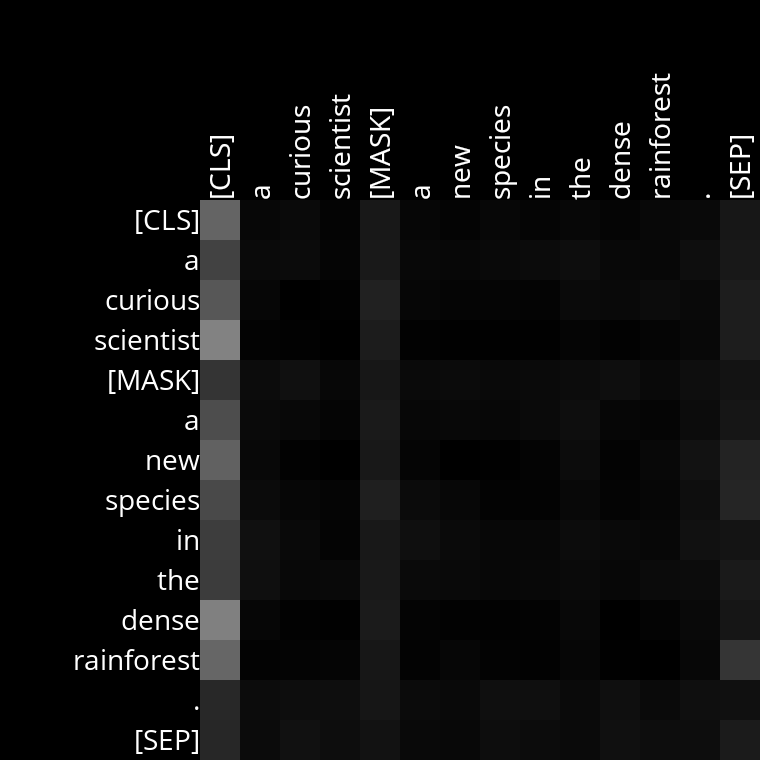 [CLS] a curious scientist [MASK] a new species in the dense rainforest . [SEP]
[CLS]
a
curious
scientist
[MASK]
a
new
species
in
the
dense
rainforest
.
[SEP]